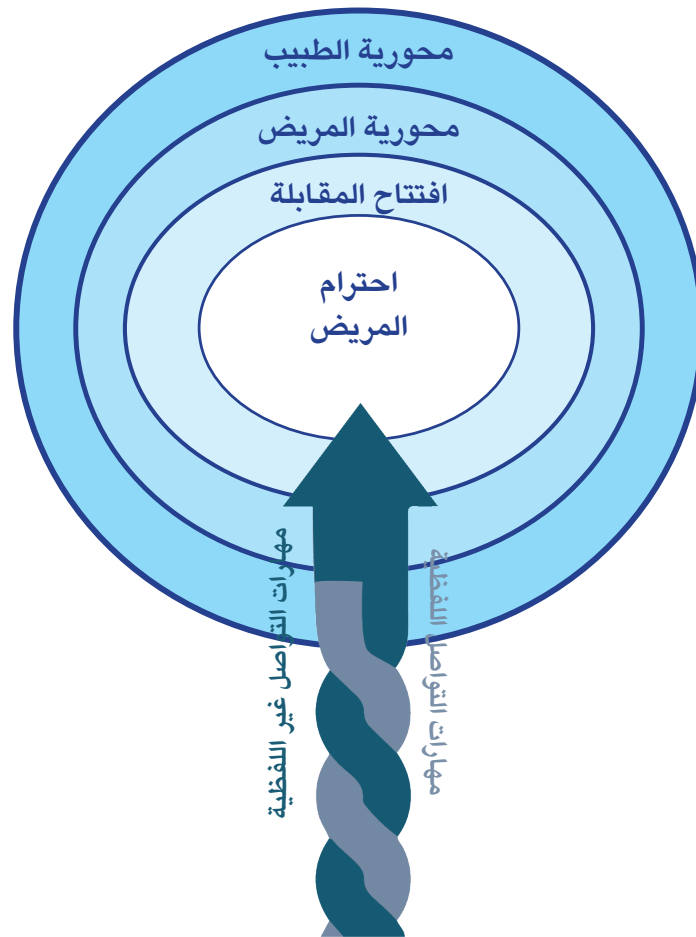 محورية الطبيب
محورية المريض
افتتاح المقابلة
احترام
المريض
مهارات التواصل اللفظية
مهارات التواصل غير اللفظية